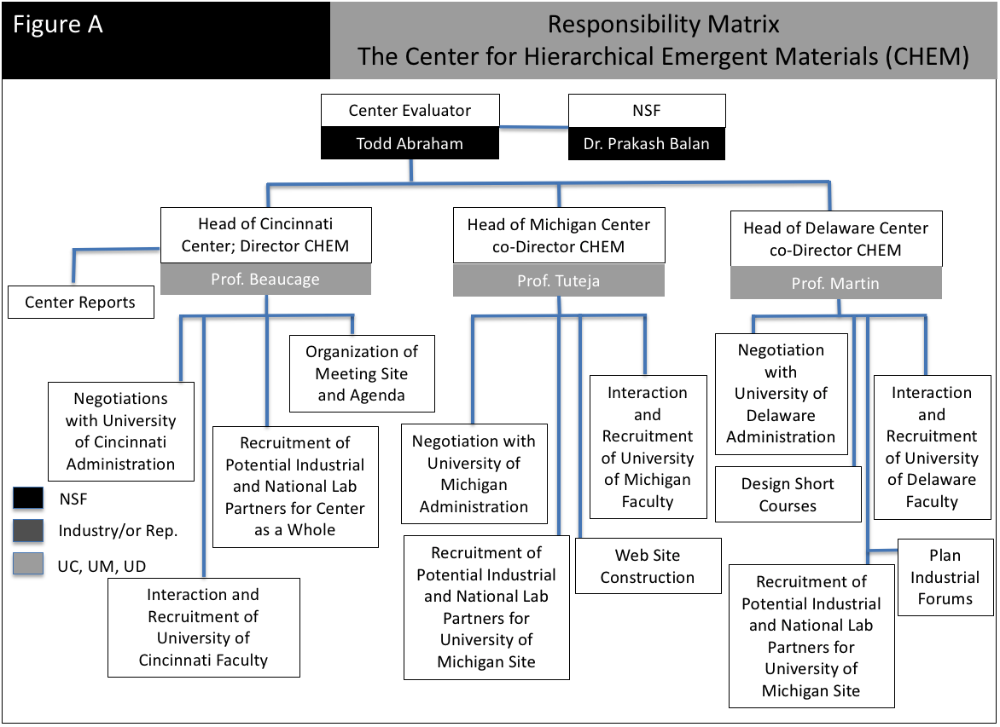 Figure A
Responsibility Matrix
The Center for Hierarchical Emergent Materials (CHEM)
Center Evaluator
Todd Abraham
NSF
Dr. Prakash Balan
Head of Cincinnati
Center; Director CHEM
Prof. Beaucage
Head of Michigan Center
co-Director CHEM
Prof. Tuteja
Head of Delaware Center
co-Director CHEM
Prof. Martin
Center Reports
Organization of
Meeting Site
and Agenda
Negotiations
with University
of Cincinnati
Administration
Recruitment of
Potential Industrial
and National Lab
Partners for Center
as a Whole
Interaction and
Recruitment of
University of
Cincinnati Faculty
Negotiation with
University of
Michigan
Administration
Interaction
and
Recruitment
of University
of Michigan
Faculty
Recruitment of
Potential Industrial
and National Lab
Partners for
University of
Michigan Site
Web Site
Construction
Negotiation
with
University of
Delaware
Administration
Interaction
and
Recruitment
of University
of Delaware
Faculty
Design Short
Courses
Recruitment of
Potential Industrial
and National Lab
Partners for
University of
Michigan Site
Plan
Industrial
Forums
NSF
Industry/or Rep.
UC, UM, UD